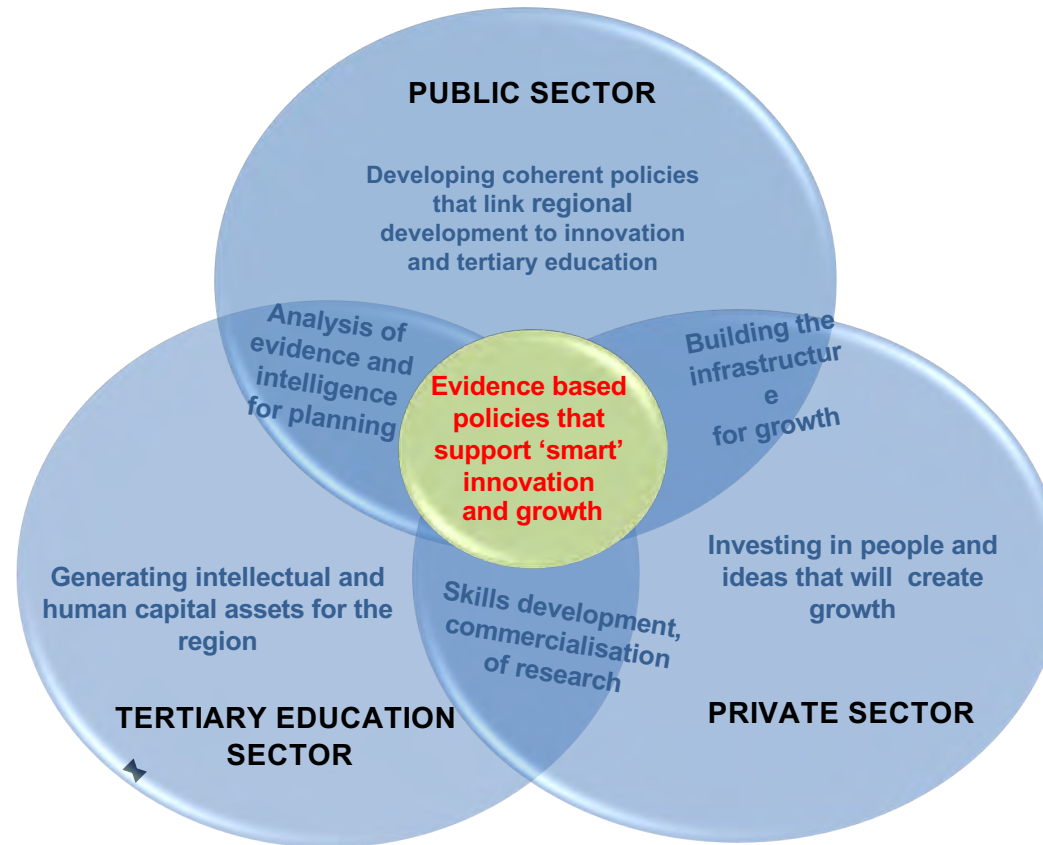 PUBLIC SECTOR
Developing coherent policies
that link regional
development to innovation
and tertiary education
Analysis of
evidence and
intelligence
for planning
Building the
infrastructur
e
for growth
Evidence based
policies that
support ‘smart’
innovation
and growth
Generating intellectual and
human capital assets for the
region
Skills development,
commercialisation
of research
Investing in people and
ideas that will create
growth
TERTIARY EDUCATION
SECTOR
PRIVATE SECTOR